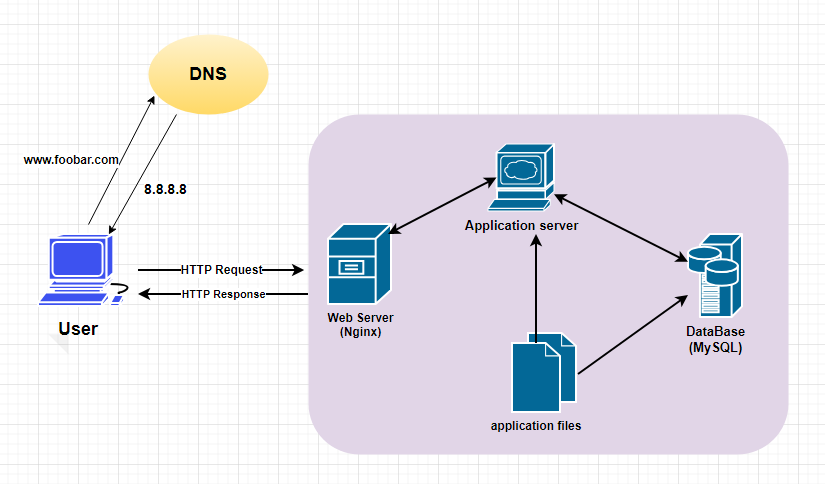 DNS
www.foobar.com
8.8.8.8
User
HTTP Request
HTTP Response
Web Server
(Nginx)
Application server
DataBase
(MySQL)
application files